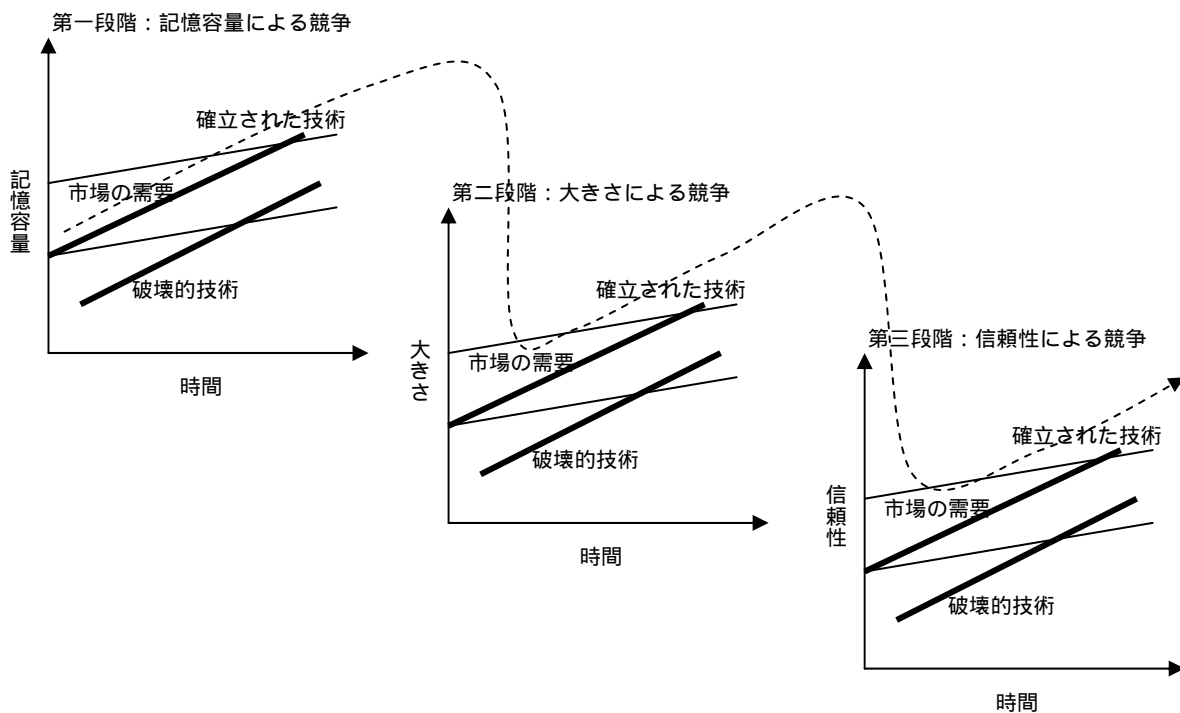 第一段階：記憶容量による競争
確立された技術
市場の需要
記憶容量
破壊的技術
時間
第二段階：大きさによる競争
確立された技術
市場の需要
大きさ
破壊的技術
時間
第三段階：信頼性による競争
確立された技術
市場の需要
信頼性
破壊的技術
時間